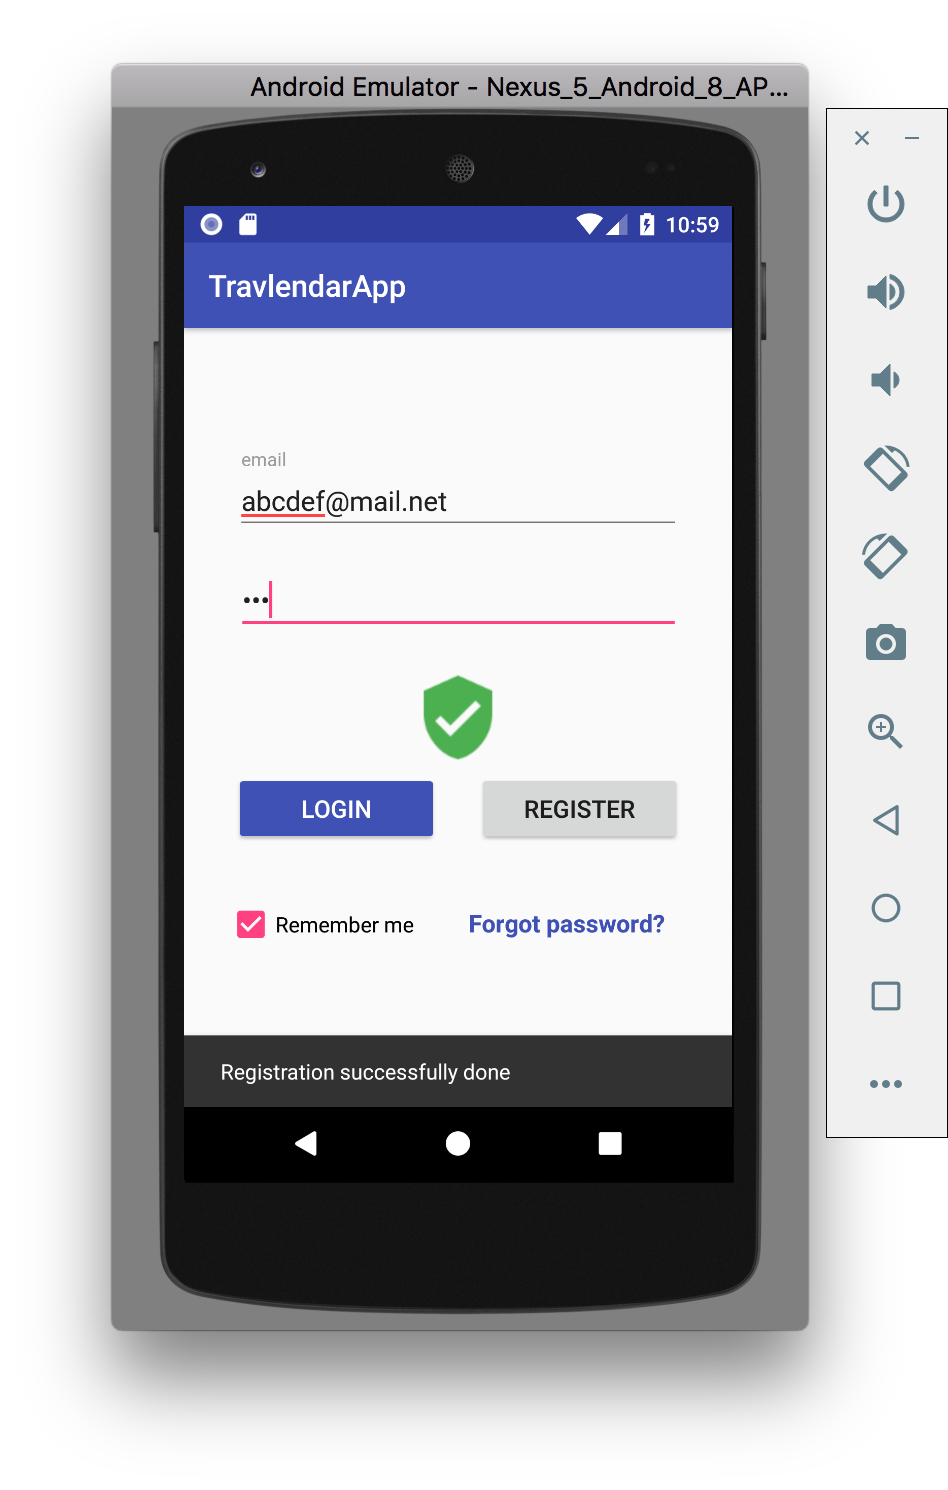 Android Emulator - Nexus_5_Android_8_AP...
10:59
TravlendarApp
email
abcdef@mail.net
•••
LOGIN
REGISTER
Remember me
Forgot password?
Registration successfully done